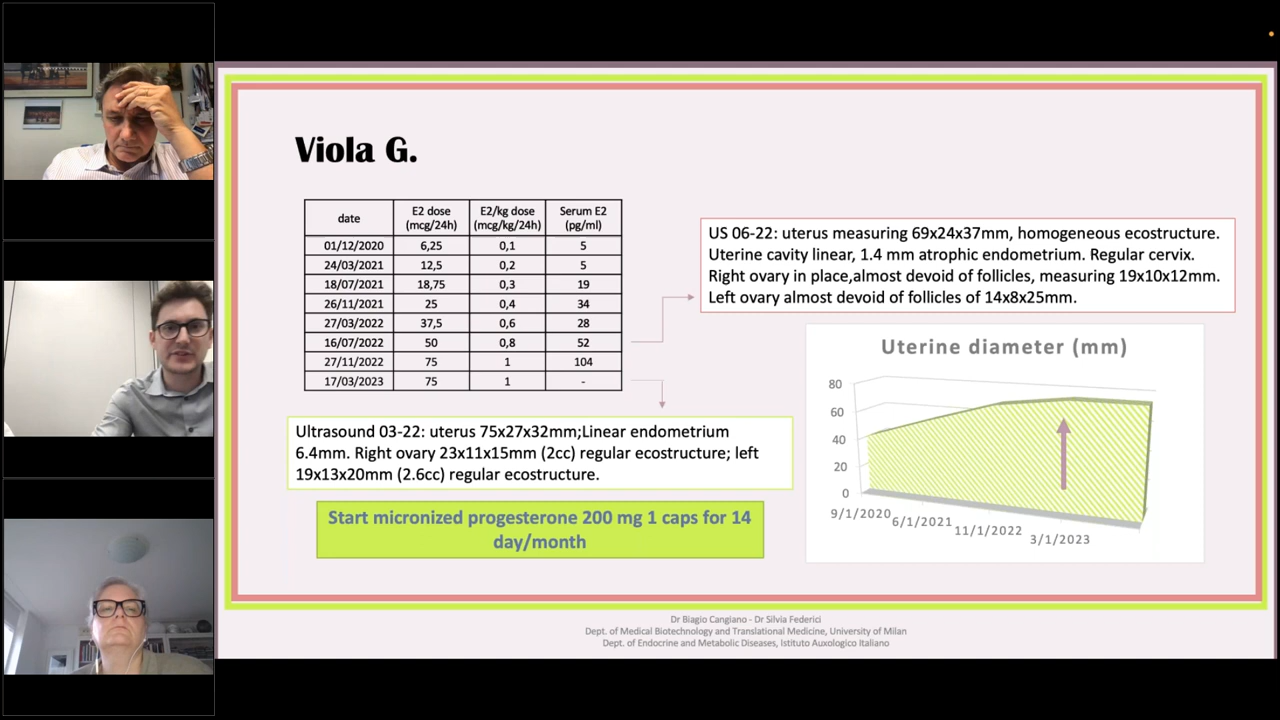 Viola G.
date E2 dose (mcg/24h) E2/kg dose (mcg/kg/24h) Serum E2 (pg/ml)
01/12/2020 6,25 0,1 5
24/03/2021 12,5 0,2 5
18/07/2021 18,75 0,3 19
26/11/2021 25 0,4 34
27/03/2022 37,5 0,6 28
16/07/2022 50 0,8 52
27/11/2022 75 1 104
17/03/2023 75 1 -
US 06-22: uterus measuring 69x24x37mm, homogeneous ecostructure.
Uterine cavity linear, 1.4 mm atrophic endometrium. Regular cervix.
Right ovary in place,almost devoid of follicles, measuring 19x10x12mm.
Left ovary almost devoid of follicles of 14x8x25mm.
Ultrasound 03-22: uterus 75x27x32mm;Linear endometrium
6.4mm. Right ovary 23x11x15mm (2cc) regular ecostructure; left
19x13x20mm (2.6cc) regular ecostructure.
Start micronized progesterone 200 mg 1 caps for 14
day/month
Uterine diameter (mm)
80
60
40
20
0
9/1/2020
6/1/2021
11/1/2022
3/1/2023
Dr Biagio Cangiano - Dr Silvia Federici
Dept. of Medical Biotechnology and Translational Medicine, University of Milan
Dept. of Endocrine and Metabolic Diseases, Istituto Auxologico Italiano